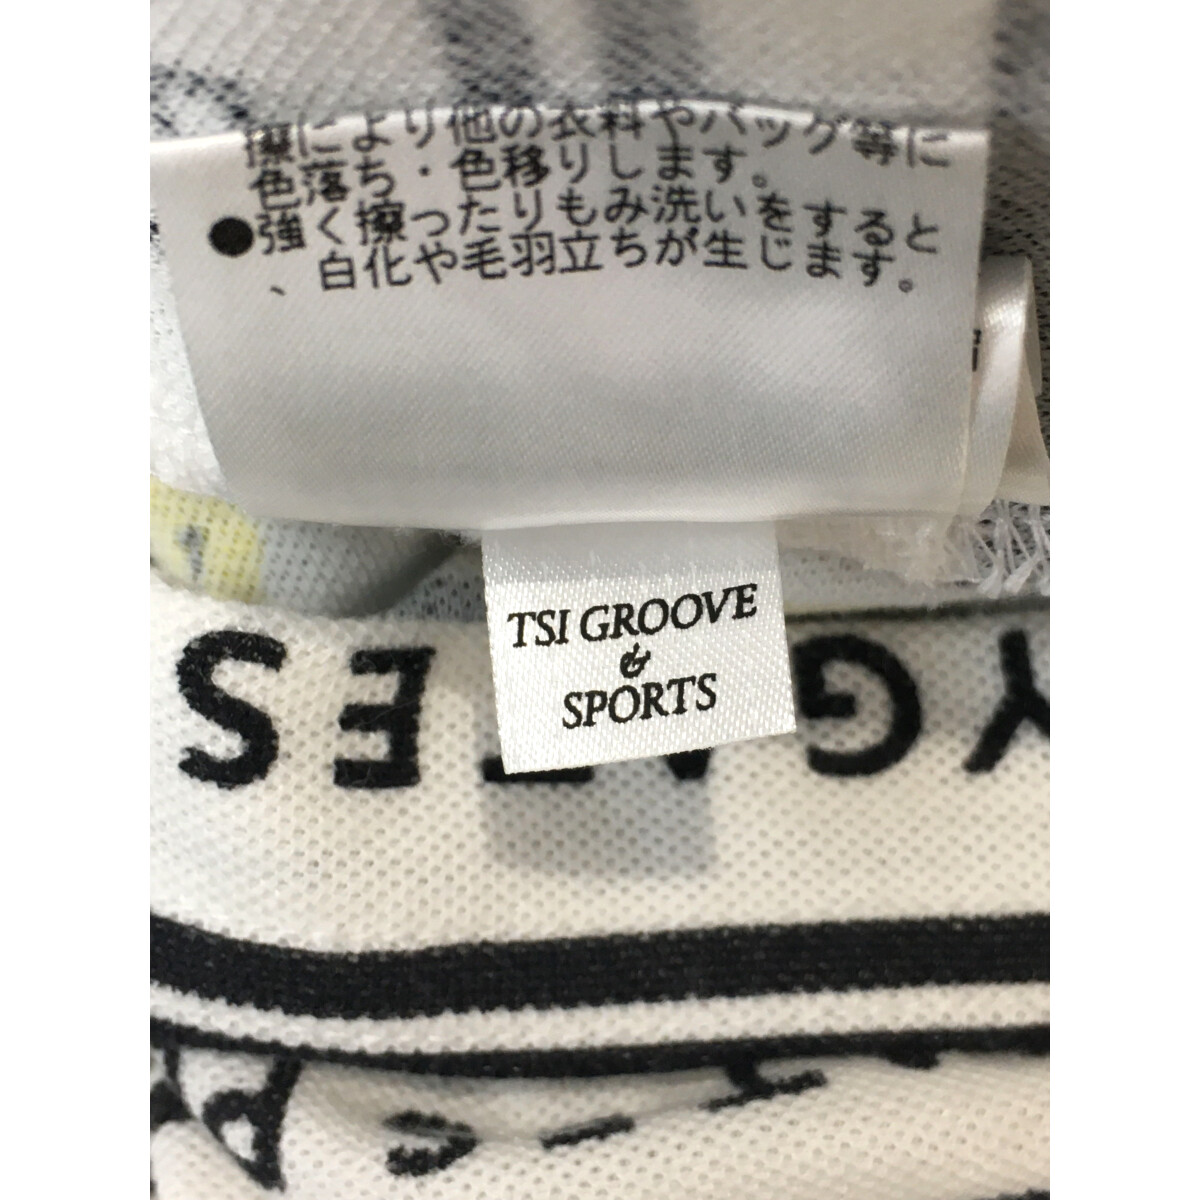 擦により他の衣料やバッグ等に
色落ち・色移りします。
●強く擦ったりもみ洗いをすると
、白化や毛羽立ちが生じます。
TSI GROOVE
&
SPORTS
YGATES